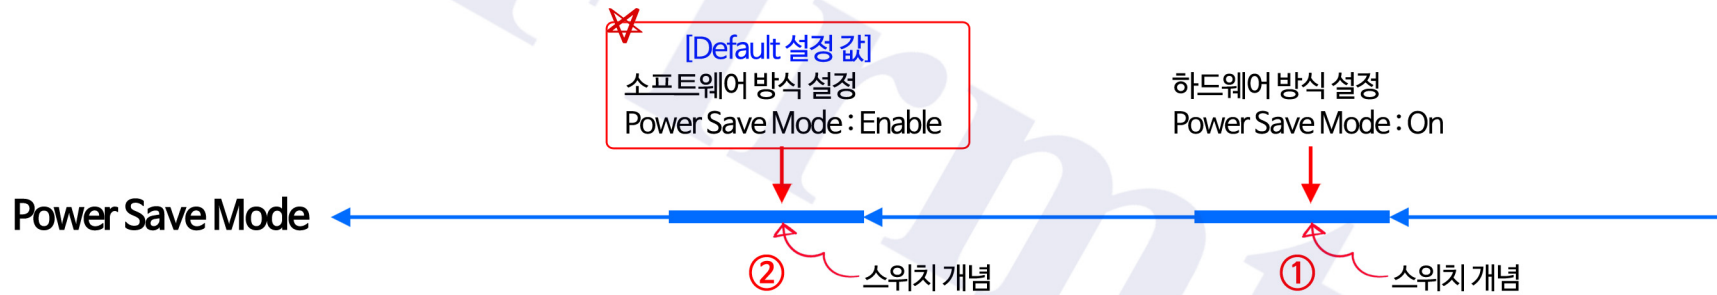 [Default 설정 값]
소프트웨어 방식 설정
Power Save Mode : Enable
하드웨어 방식 설정
Power Save Mode : On
Power Save Mode
② 스위치 개념
① 스위치 개념